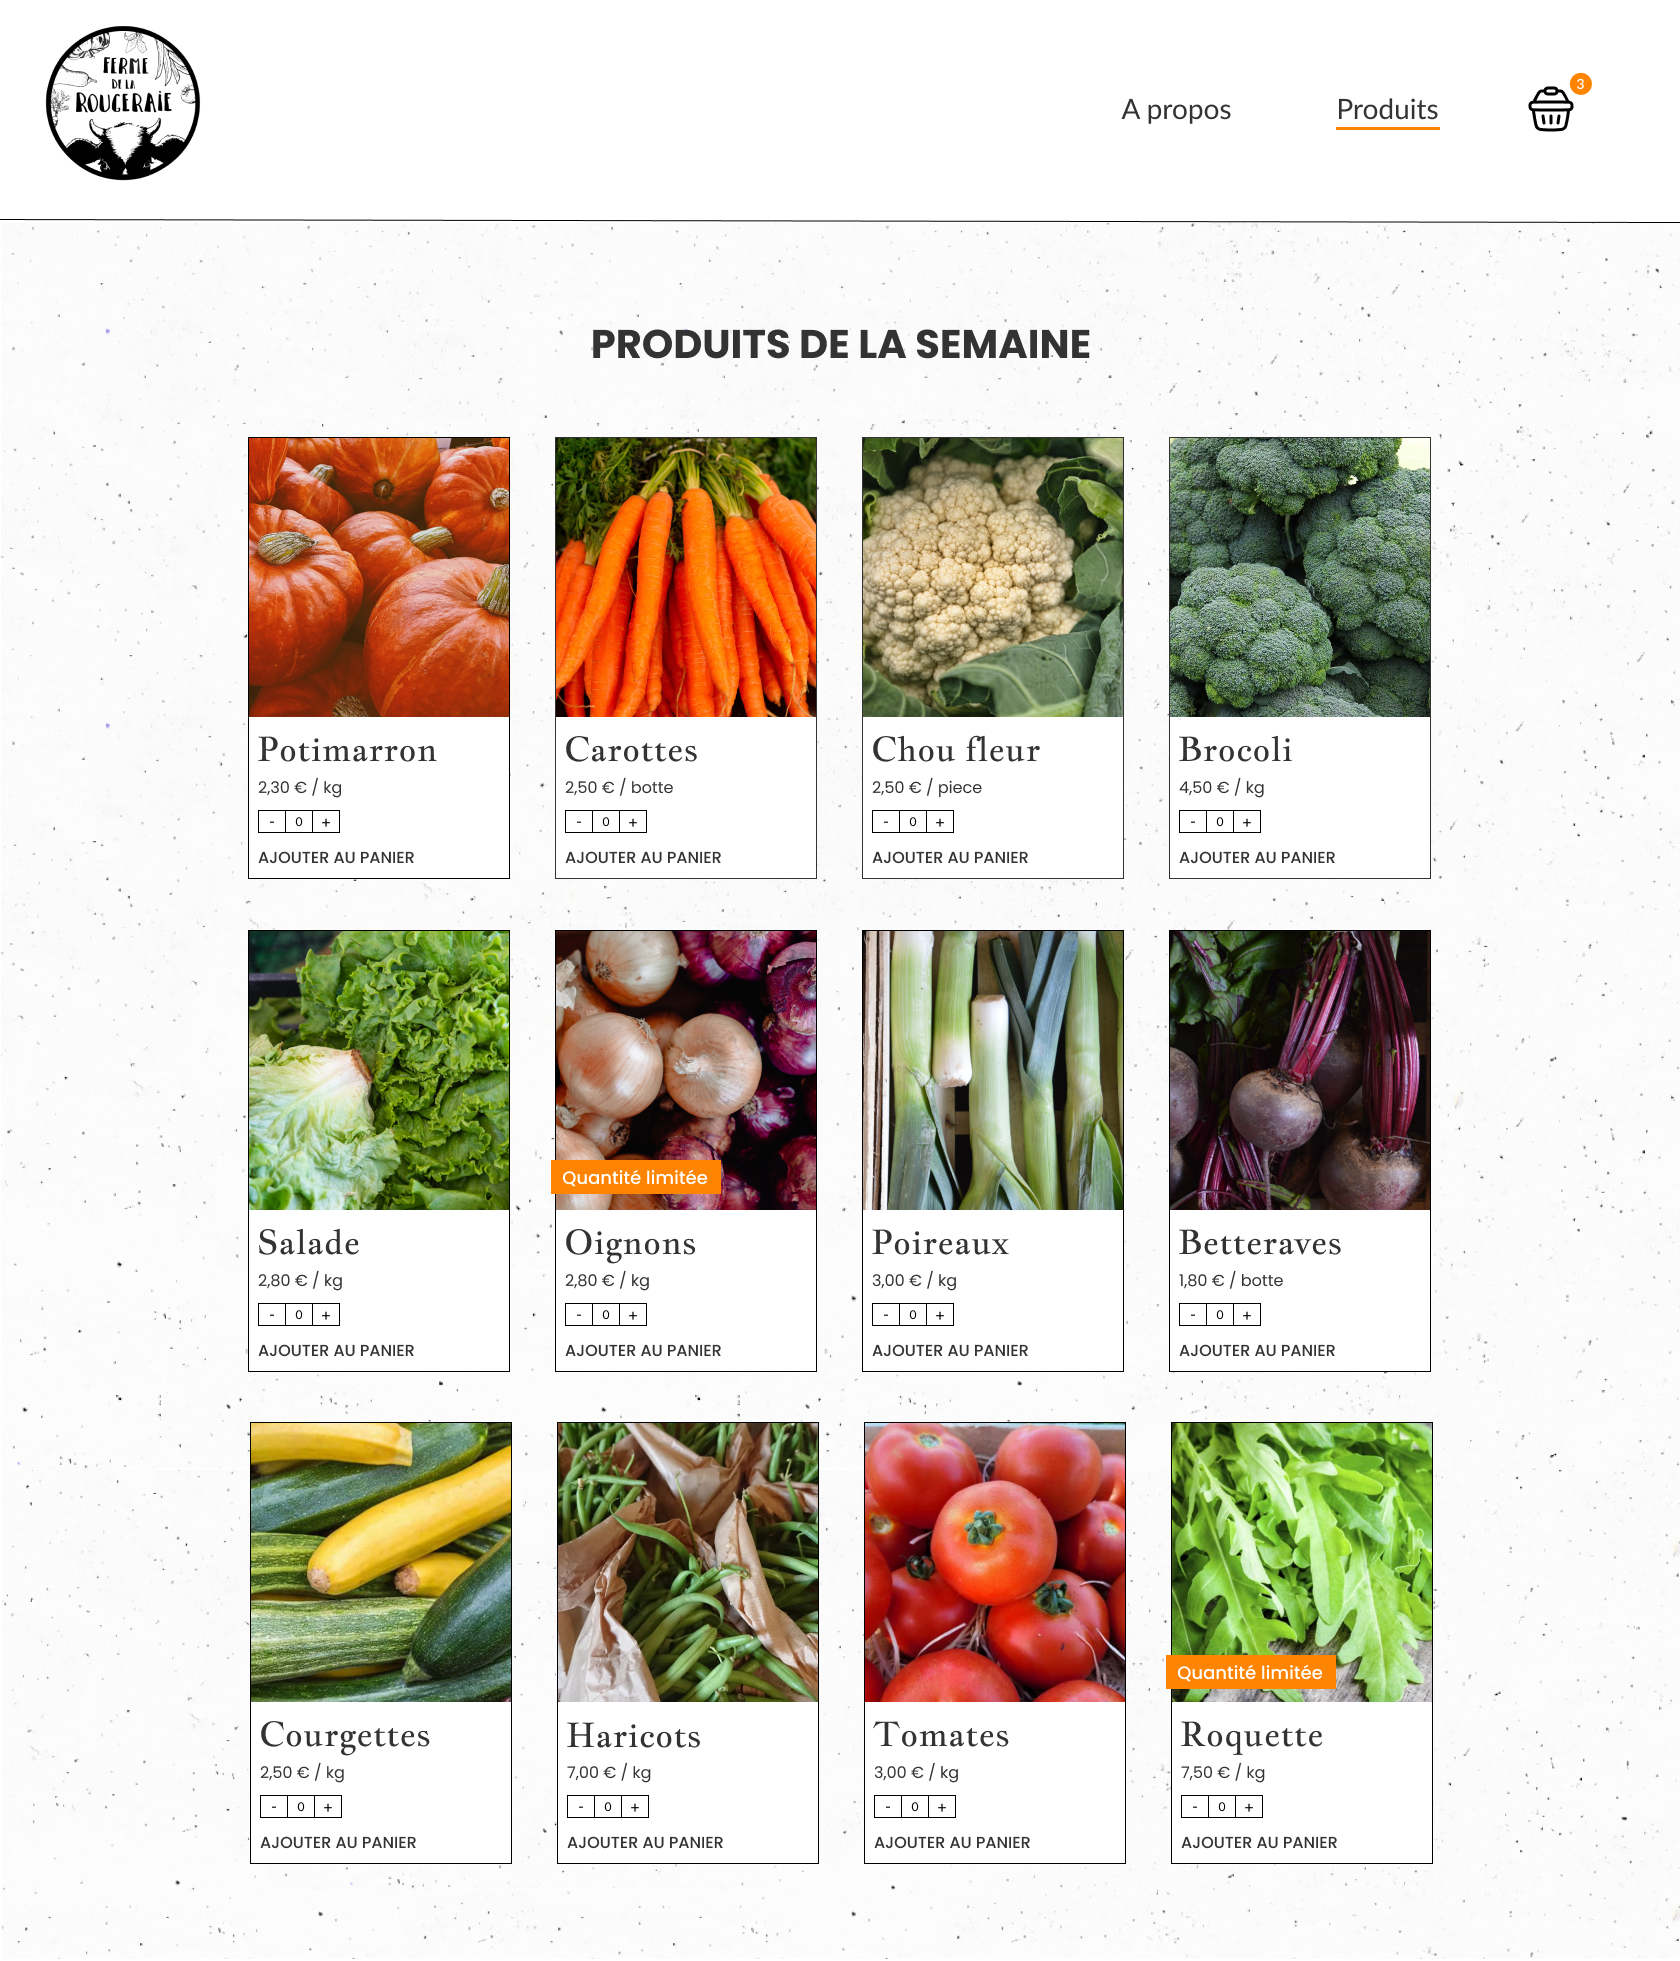 FERME
DE LA
ROUGERAIE
A propos
Produits
3
PRODUITS DE LA SEMAINE
Potimarron
2,30 € / kg
- 0 +
AJOUTER AU PANIER
Carottes
2,50 € / botte
- 0 +
AJOUTER AU PANIER
Chou fleur
2,50 € / piece
- 0 +
AJOUTER AU PANIER
Brocoli
4,50 € / kg
- 0 +
AJOUTER AU PANIER
Salade
2,80 € / kg
- 0 +
AJOUTER AU PANIER
Quantité limitée
Oignons
2,80 € / kg
- 0 +
AJOUTER AU PANIER
Poireaux
3,00 € / kg
- 0 +
AJOUTER AU PANIER
Betteraves
1,80 € / botte
- 0 +
AJOUTER AU PANIER
Courgettes
2,50 € / kg
- 0 +
AJOUTER AU PANIER
Haricots
7,00 € / kg
- 0 +
AJOUTER AU PANIER
Tomates
3,00 € / kg
- 0 +
AJOUTER AU PANIER
Quantité limitée
Roquette
7,50 € / kg
- 0 +
AJOUTER AU PANIER